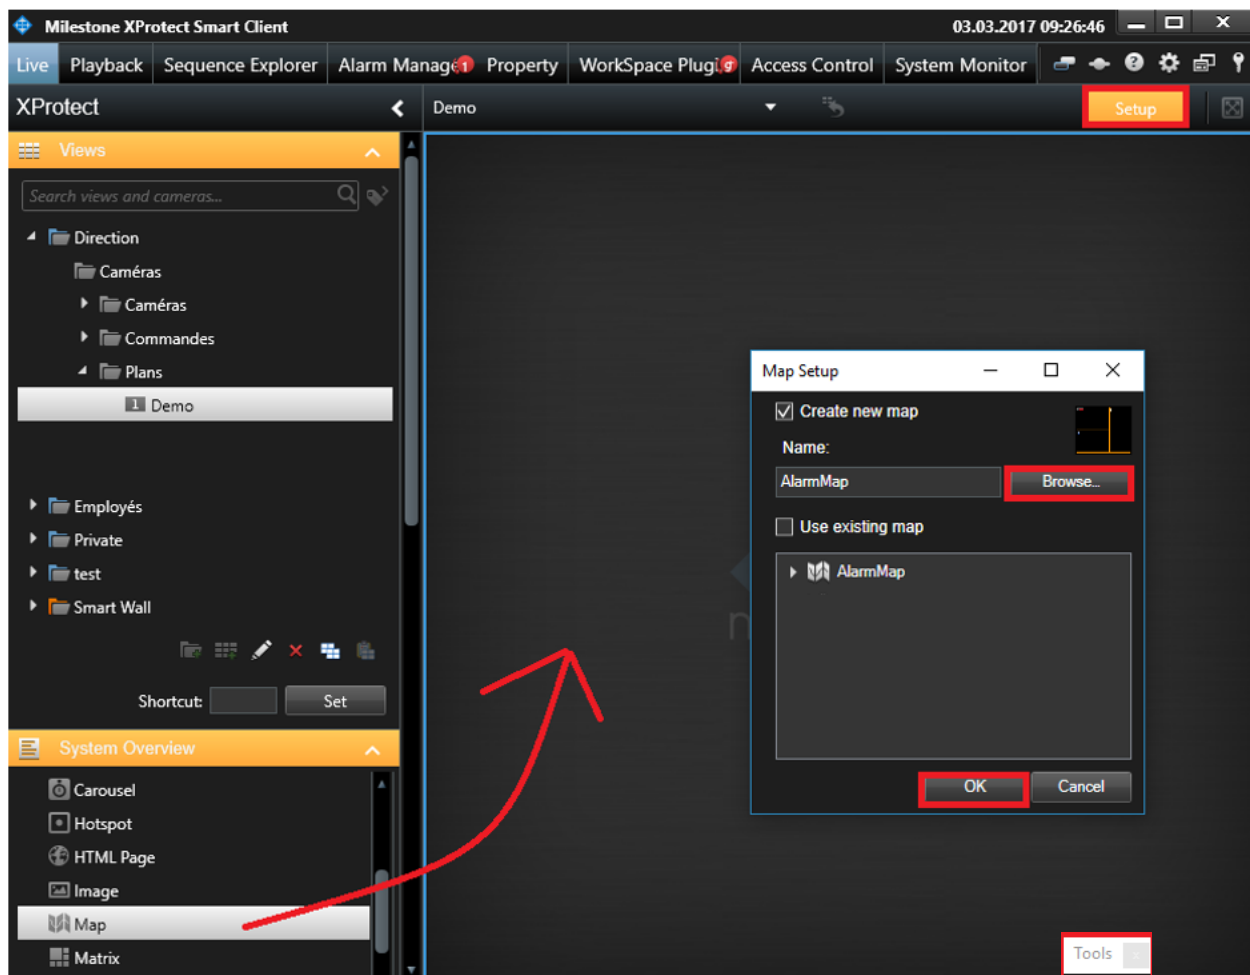 Milestone XProtect Smart Client
03.03.2017 09:26:46
Live Playback Sequence Explorer Alarm Manage 1 Property WorkSpace Plugi 9 Access Control System Monitor
XProtect
Demo
Setup
Views
Search views and cameras...
Direction
Caméras
Caméras
Commandes
Plans
1 Demo
Employés
Private
test
Smart Wall
Shortcut:
Set
System Overview
Carousel
Hotspot
HTML Page
Image
Map
Matrix
Map Setup
Create new map
Name:
AlarmMap
Browse...
Use existing map
AlarmMap
OK
Cancel
Tools